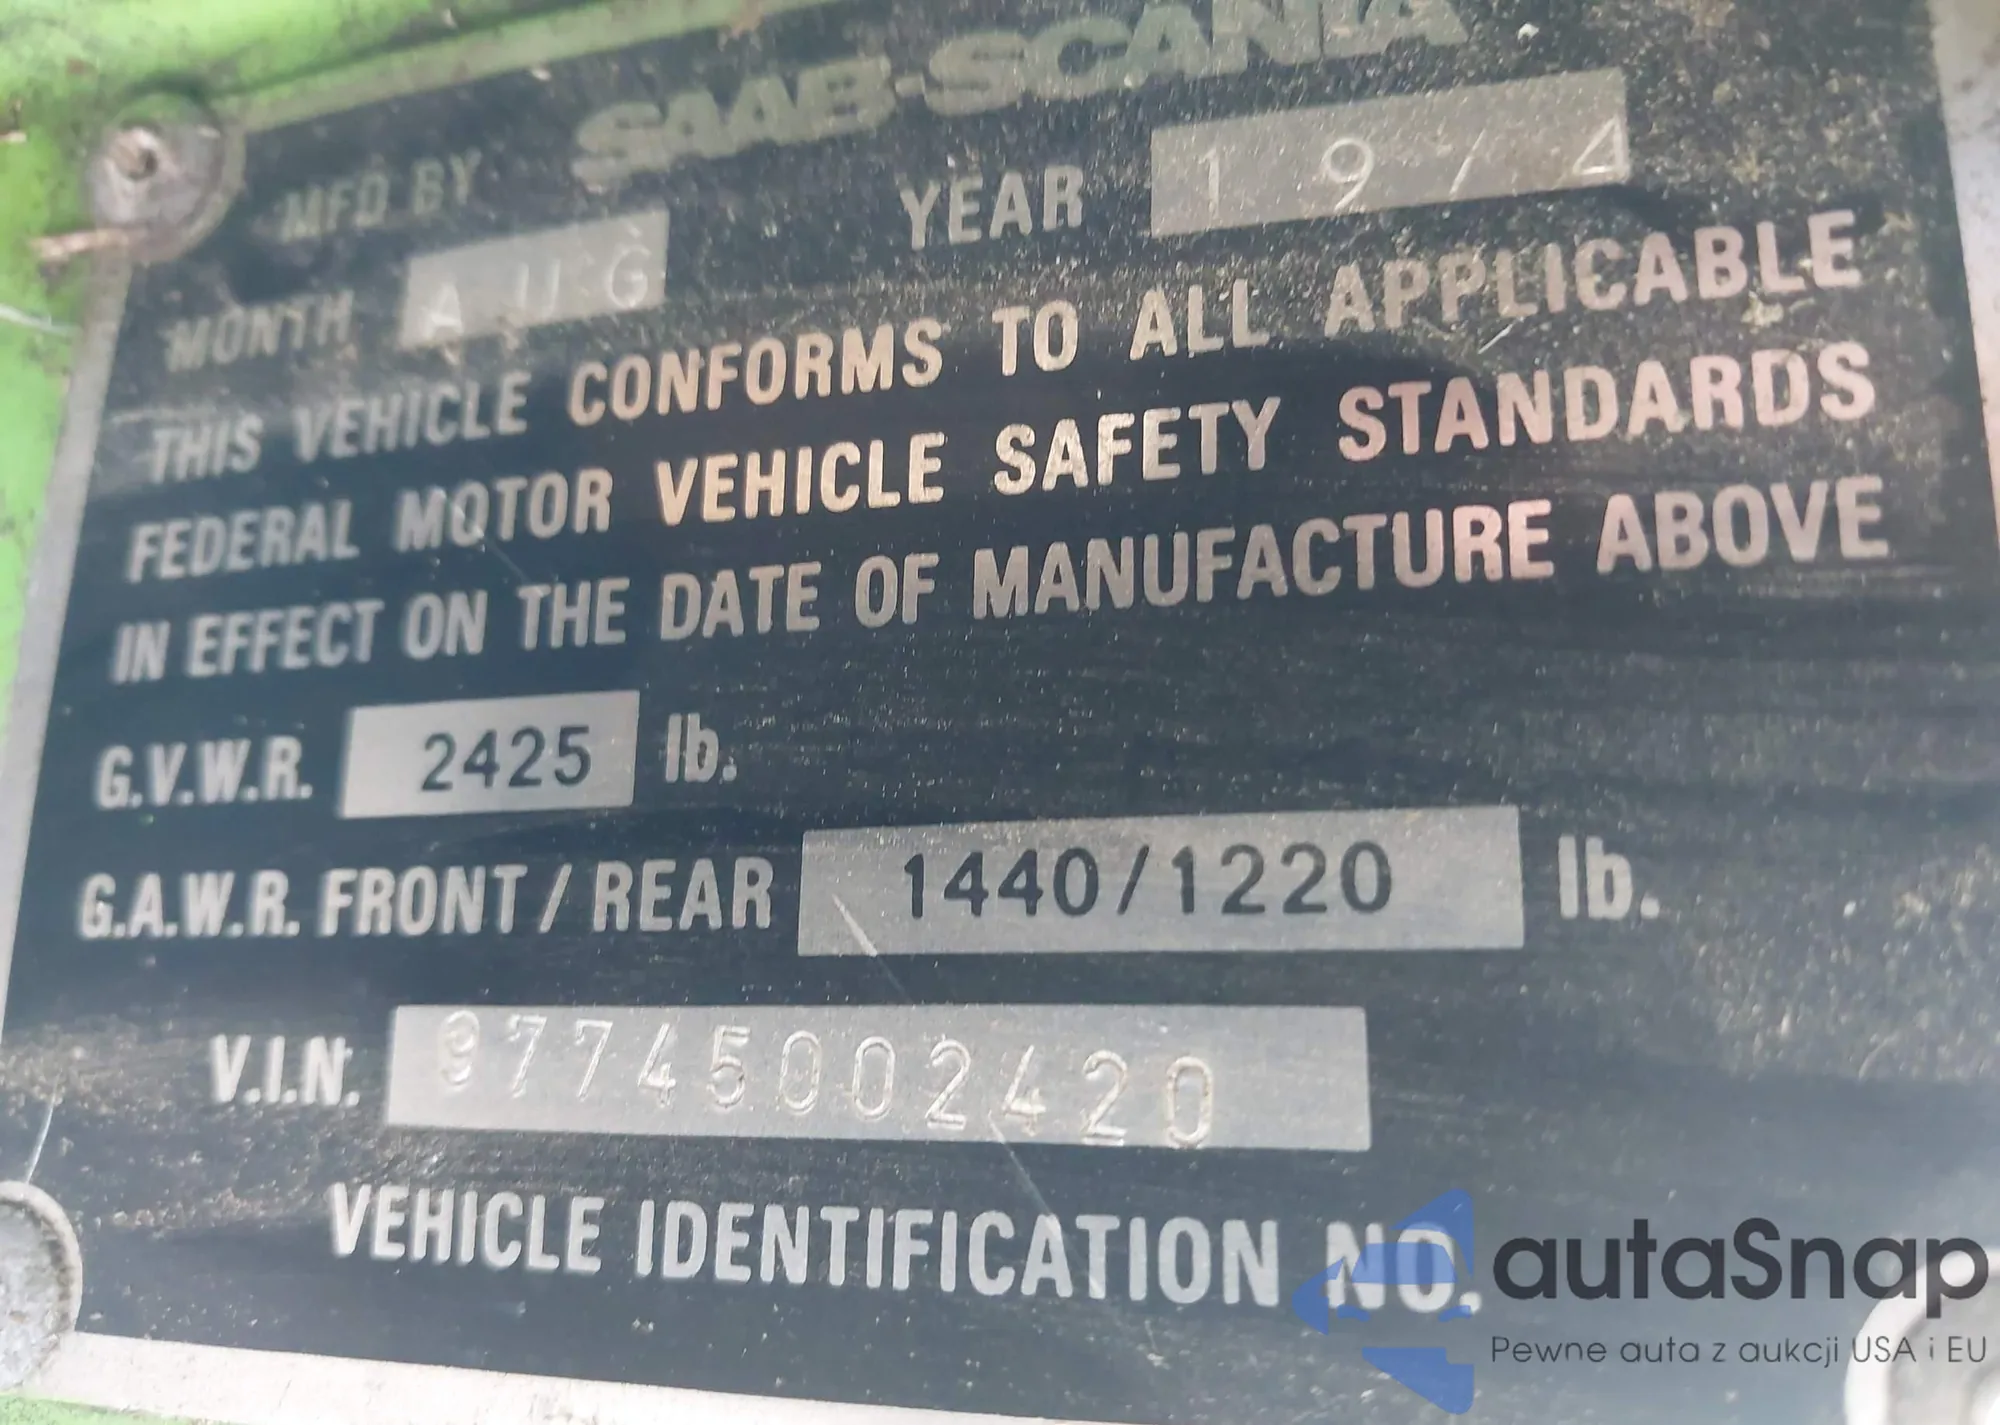 SAAB-SCANIA
MFD BY
MONTH AUG YEAR 1974
THIS VEHICLE CONFORMS TO ALL APPLICABLE
FEDERAL MOTOR VEHICLE SAFETY STANDARDS
IN EFFECT ON THE DATE OF MANUFACTURE ABOVE
G.V.W.R. 2425 lb.
G.A.W.R. FRONT / REAR 1440/1220 lb.
V.I.N. 97745002420
VEHICLE IDENTIFICATION NO.
autaSnap
Pewne auta z aukcji USA i EU